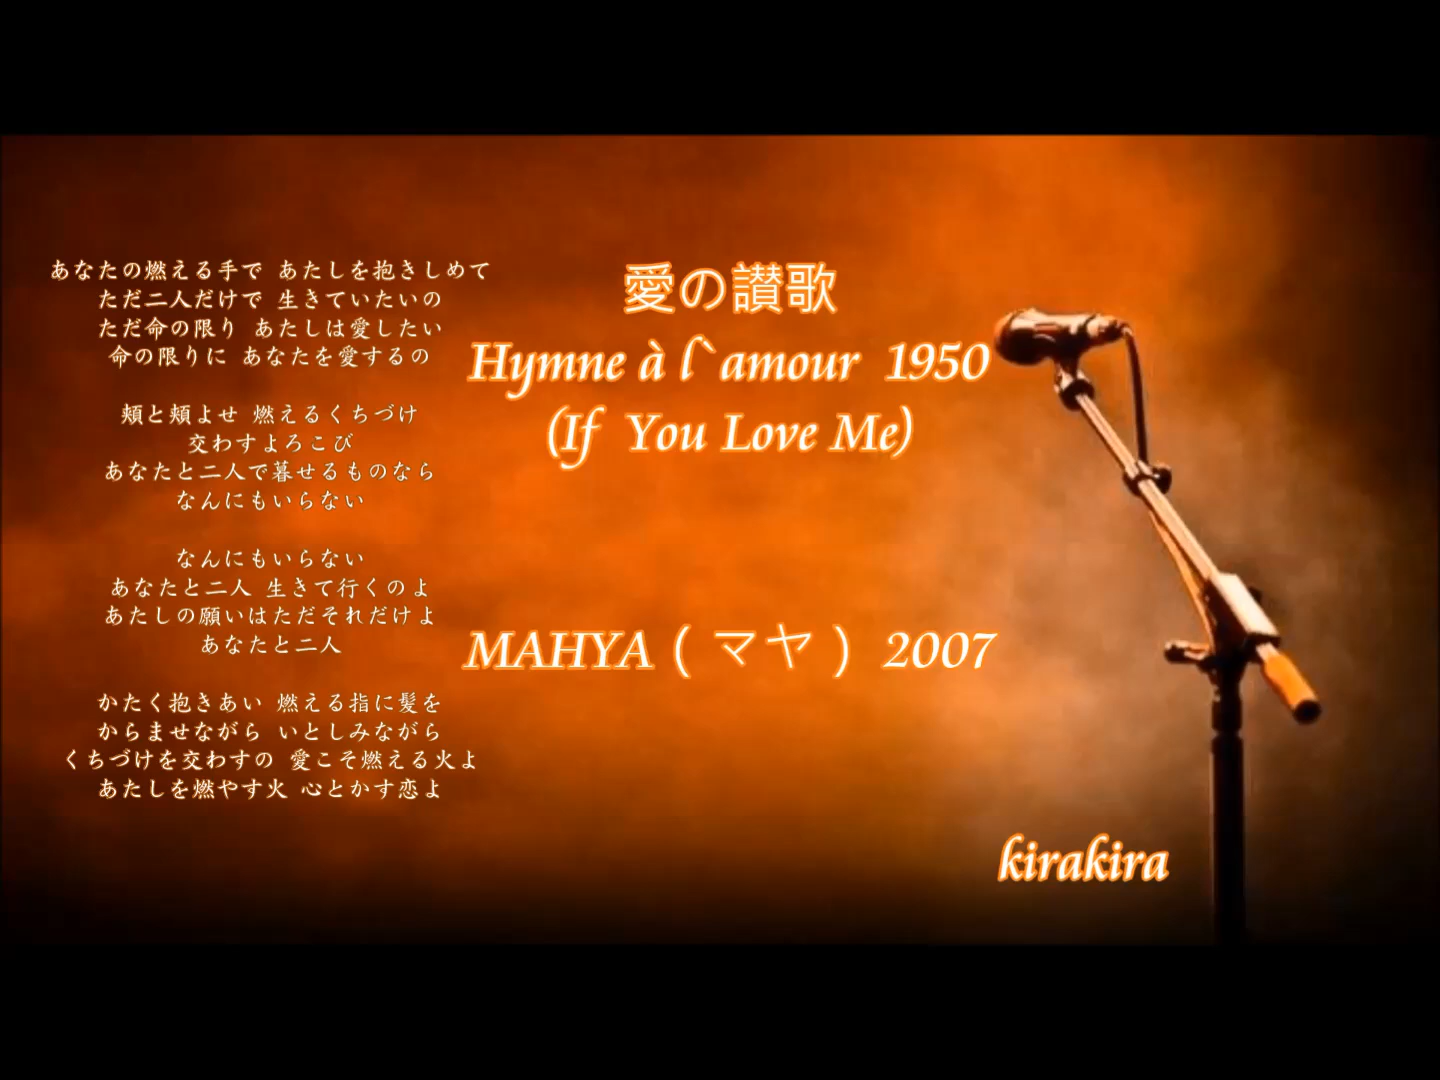 あなたの燃える手で あたしを抱きしめて
ただ二人だけで 生きていたいの
ただ命の限り あたしは愛したい
命の限りに あなたを愛するの
頬と頬よせ 燃えるくちづけ
交わすよろこび
あなたと二人で暮せるものなら
なんにもいらない
なんにもいらない
あなたと二人 生きて行くのよ
あたしの願いはただそれだけよ
あなたと二人
かたく抱きあい 燃える指に髪を
からませながら いとしみながら
くちづけを交わすの 愛こそ燃える火よ
あたしを燃やす火 心とかす恋よ
愛の讃歌
Hymne à l`amour 1950
(If You Love Me)
MAHYA ( マヤ ) 2007
kirakira